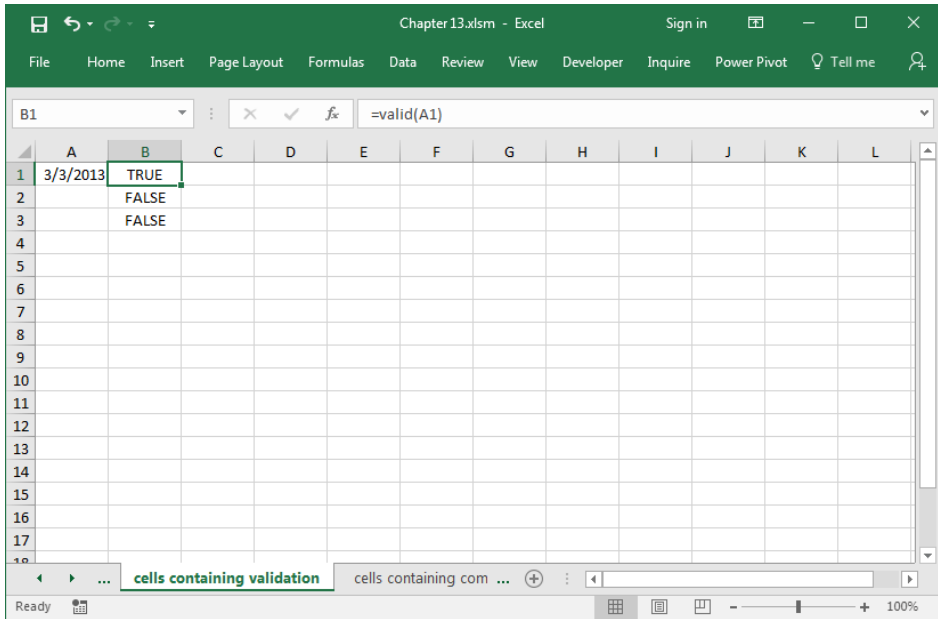 Chapter 13.xlsm - Excel
Sign in
File Home Insert Page Layout Formulas Data Review View Developer Inquire Power Pivot Tell me
B1 fx =valid(A1)
A B C D E F G H I J K L
1 3/3/2013 TRUE
2 FALSE
3 FALSE
4
5
6
7
8
9
10
11
12
13
14
15
16
17
18
... cells containing validation cells containing com ...
Ready 100%